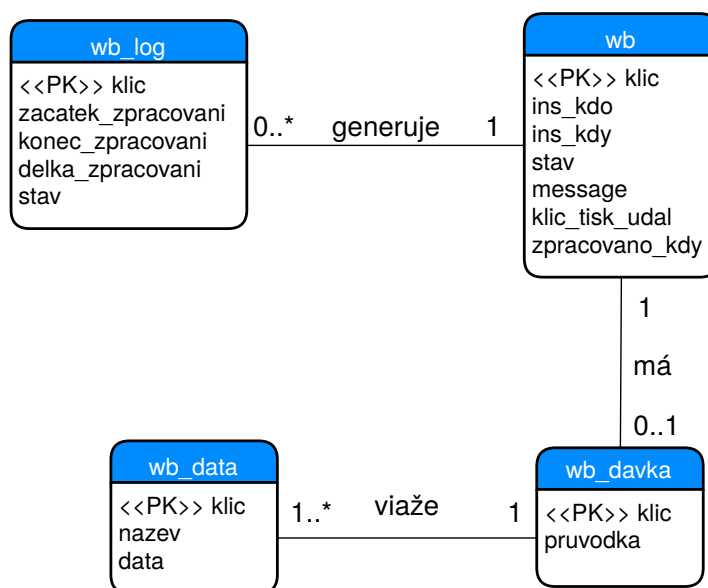 wb_log
<<PK>> klic
zacatek_zpracovani
konec_zpracovani
delka_zpracovani
stav
0..* generuje 1
wb
<<PK>> klic
ins_kdo
ins_kdy
stav
message
klic_tisk_udal
zpracovano_kdy
1
má
0..1
wb_data
<<PK>> klic
nazev
data
1..* viaže 1
wb_davka
<<PK>> klic
pruvodka